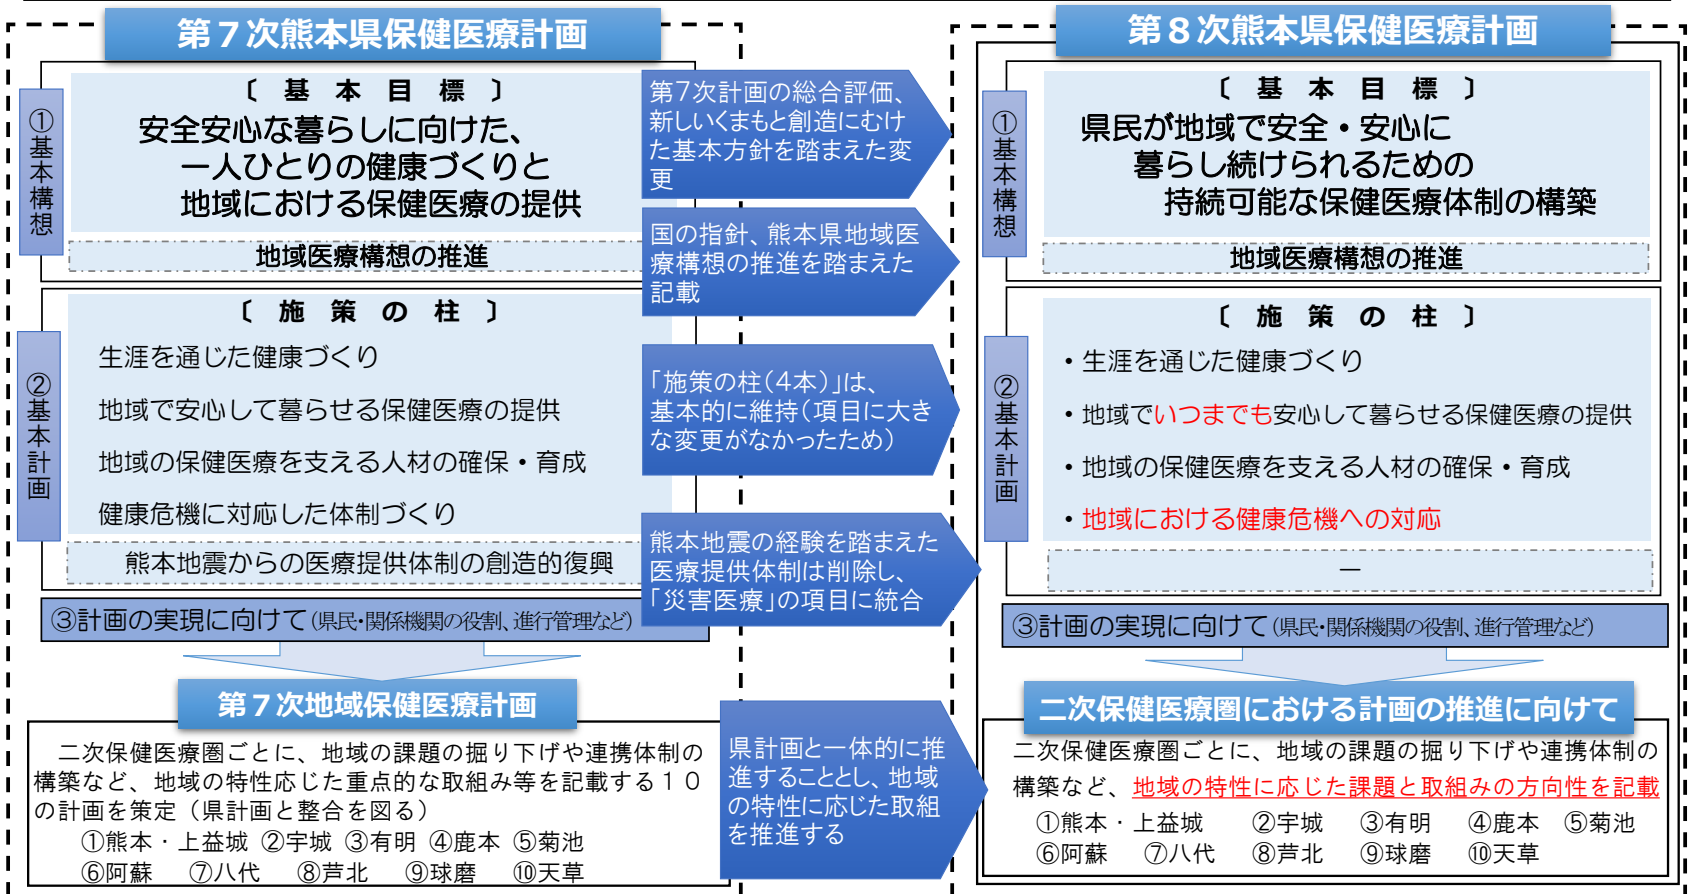 第７次熊本県保健医療計画
①基本構想
〔 基 本 目 標 〕
安全安心な暮らしに向けた、
一人ひとりの健康づくりと
地域における保健医療の提供
地域医療構想の推進
②基本計画
〔 施 策 の 柱 〕
生涯を通じた健康づくり
地域で安心して暮らせる保健医療の提供
地域の保健医療を支える人材の確保・育成
健康危機に対応した体制づくり
熊本地震からの医療提供体制の創造的復興
③計画の実現に向けて（県民・関係機関の役割、進行管理など）
第７次地域保健医療計画
二次保健医療圏ごとに、地域の課題の掘り下げや連携体制の
構築など、地域の特性応じた重点的な取組み等を記載する１０
の計画を策定（県計画と整合を図る）
①熊本・上益城 ②宇城 ③有明 ④鹿本 ⑤菊池
⑥阿蘇 ⑦八代 ⑧芦北 ⑨球磨 ⑩天草
第7次計画の総合評価、
新しいくまもと創造にむけ
た基本方針を踏まえた変
更
国の指針、熊本県地域医
療構想の推進を踏まえた
記載
「施策の柱（4本）」は、
基本的に維持（項目に大き
な変更がなかったため）
熊本地震の経験を踏まえた
医療提供体制は削除し、
「災害医療」の項目に統合
県計画と一体的に推
進することとし、地域
の特性に応じた取組
を推進する
第８次熊本県保健医療計画
①基本構想
〔 基 本 目 標 〕
県民が地域で安全・安心に
暮らし続けられるための
持続可能な保健医療体制の構築
地域医療構想の推進
②基本計画
〔 施 策 の 柱 〕
・生涯を通じた健康づくり
・地域でいつまでも安心して暮らせる保健医療の提供
・地域の保健医療を支える人材の確保・育成
・地域における健康危機への対応
－
③計画の実現に向けて（県民・関係機関の役割、進行管理など）
二次保健医療圏における計画の推進に向けて
二次保健医療圏ごとに、地域の課題の掘り下げや連携体制の
構築など、地域の特性に応じた課題と取組みの方向性を記載
①熊本・上益城 ②宇城 ③有明 ④鹿本 ⑤菊池
⑥阿蘇 ⑦八代 ⑧芦北 ⑨球磨 ⑩天草